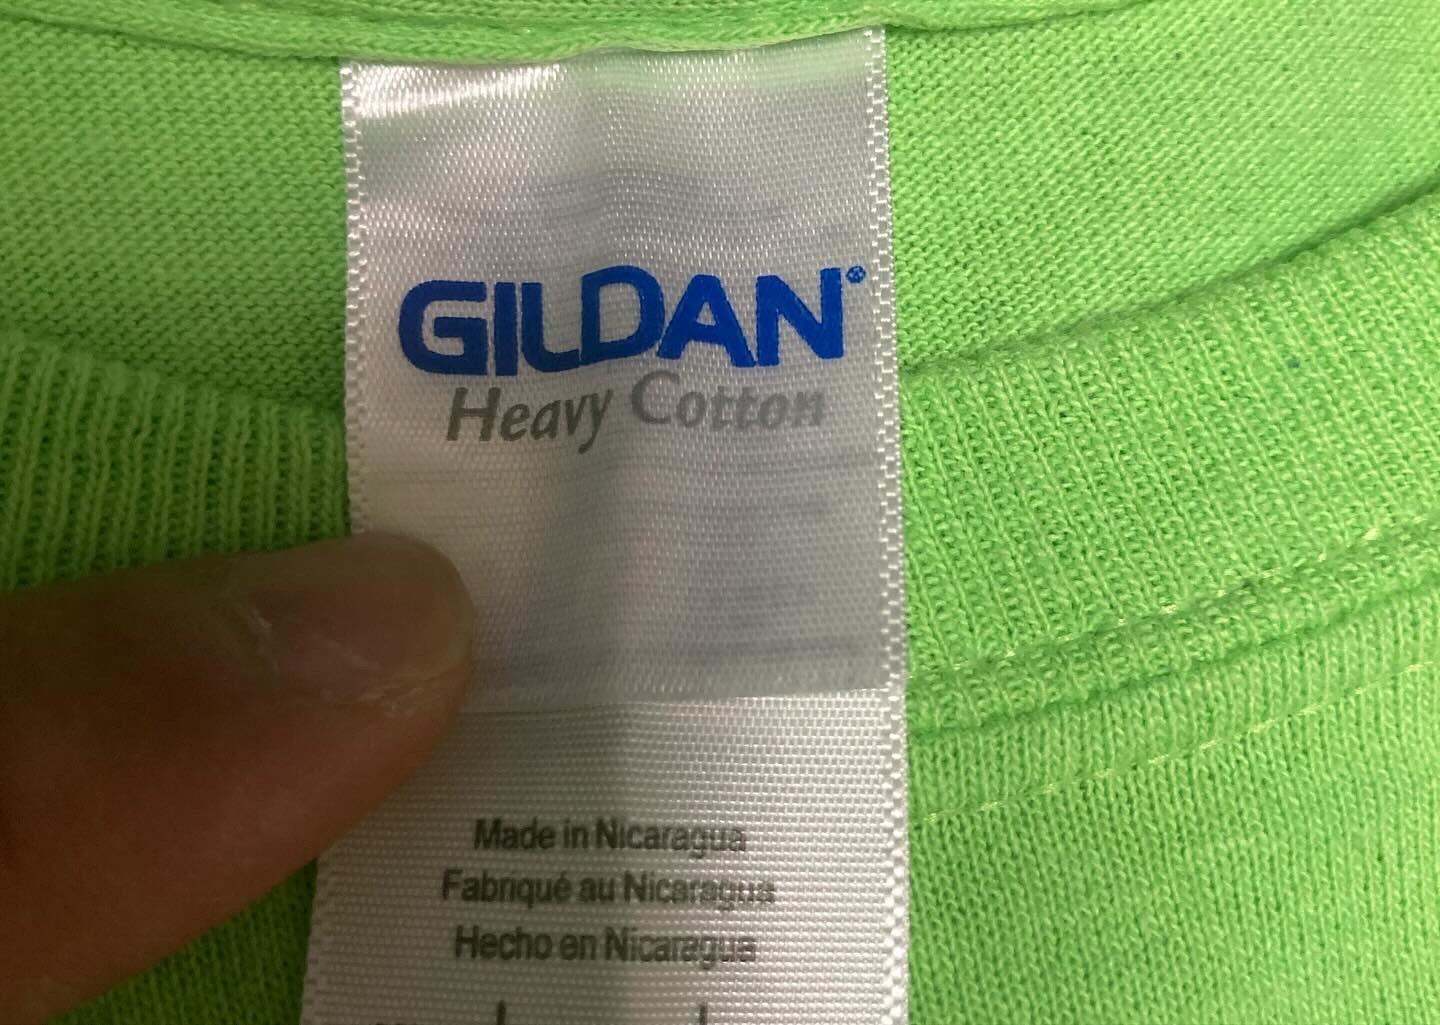 GILDAN®
Heavy Cotton
Made in Nicaragua
Fabriqué au Nicaragua
Hecho en Nicaragua